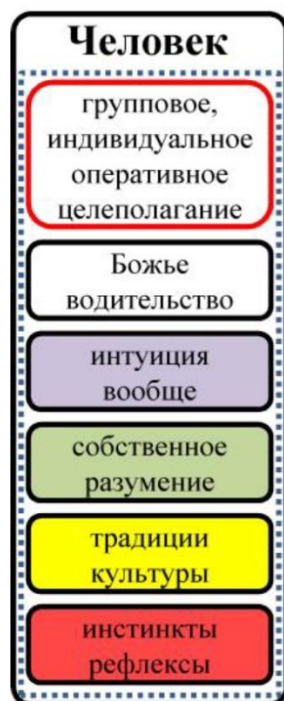 Человек
групповое,
индивидуальное
оперативное
целеполагание
Божье
водительство
интуиция
вообще
собственное
разумение
традиции
культуры
инстинкты
рефлексы